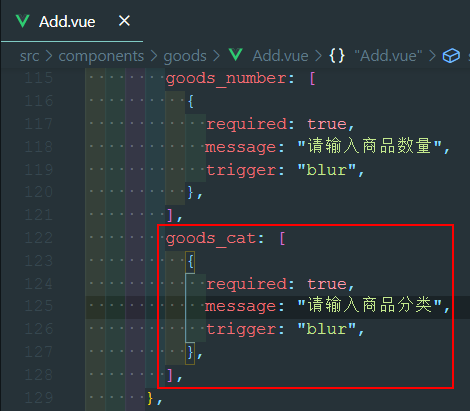 Add.vue ×
src > components > goods > Add.vue > {} "Add.vue" >
115 goods_number: [
116 {
117 required: true,
118 message: "请输入商品数量",
119 trigger: "blur",
120 },
121 ],
122 goods_cat: [
123 {
124 required: true,
125 message: "请输入商品分类",
126 trigger: "blur",
127 },
128 ],
129 },